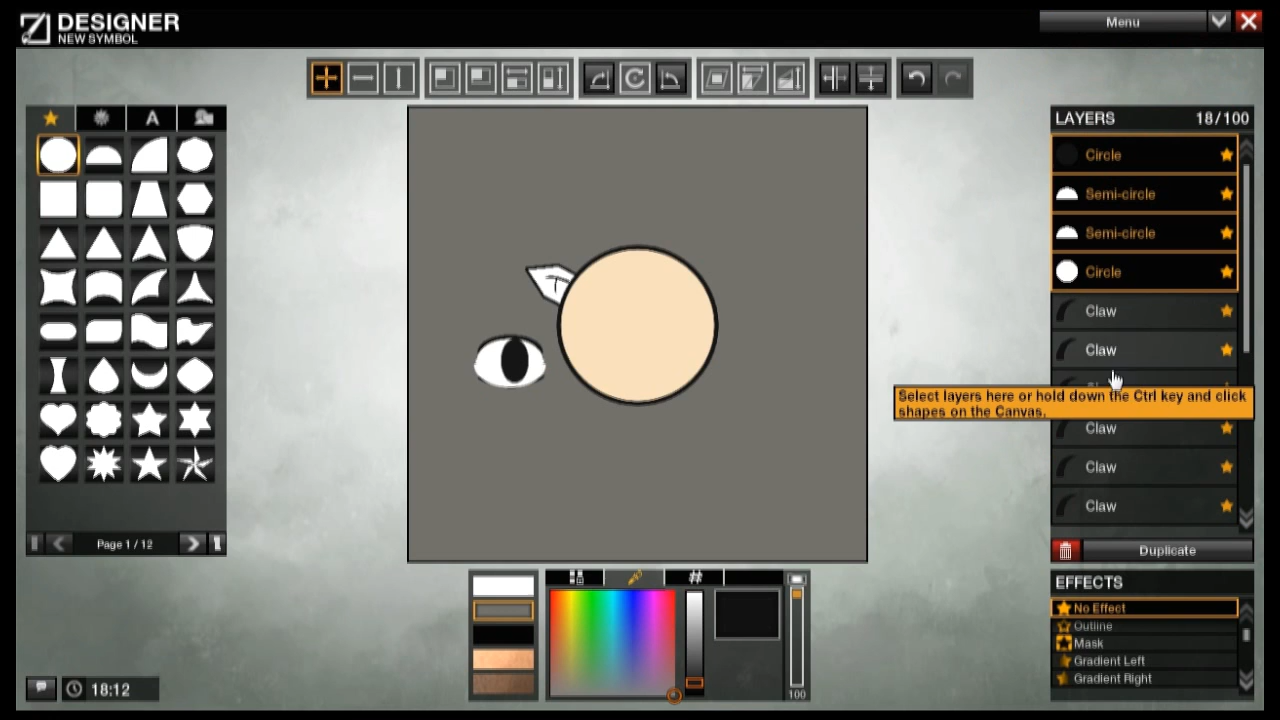 DESIGNER
NEW SYMBOL
Menu
A
LAYERS 18/100
Circle
Semi-circle
Semi-circle
Circle
Claw
Claw
Select layers here or hold down the Ctrl key and click
shapes on the Canvas.
Claw
Claw
Claw
Page 1 / 12
Duplicate
#
EFFECTS
No Effect
Outline
Mask
Gradient Left
Gradient Right
100
18:12